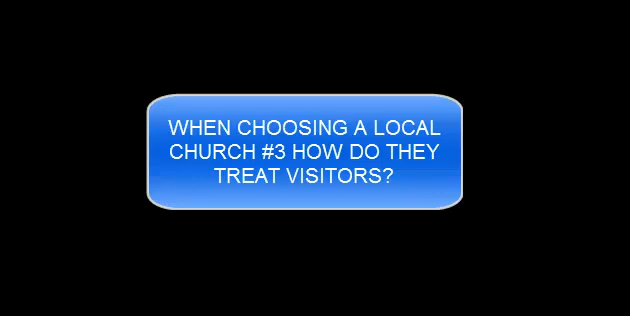 WHEN CHOOSING A LOCAL
CHURCH #3 HOW DO THEY
TREAT VISITORS?